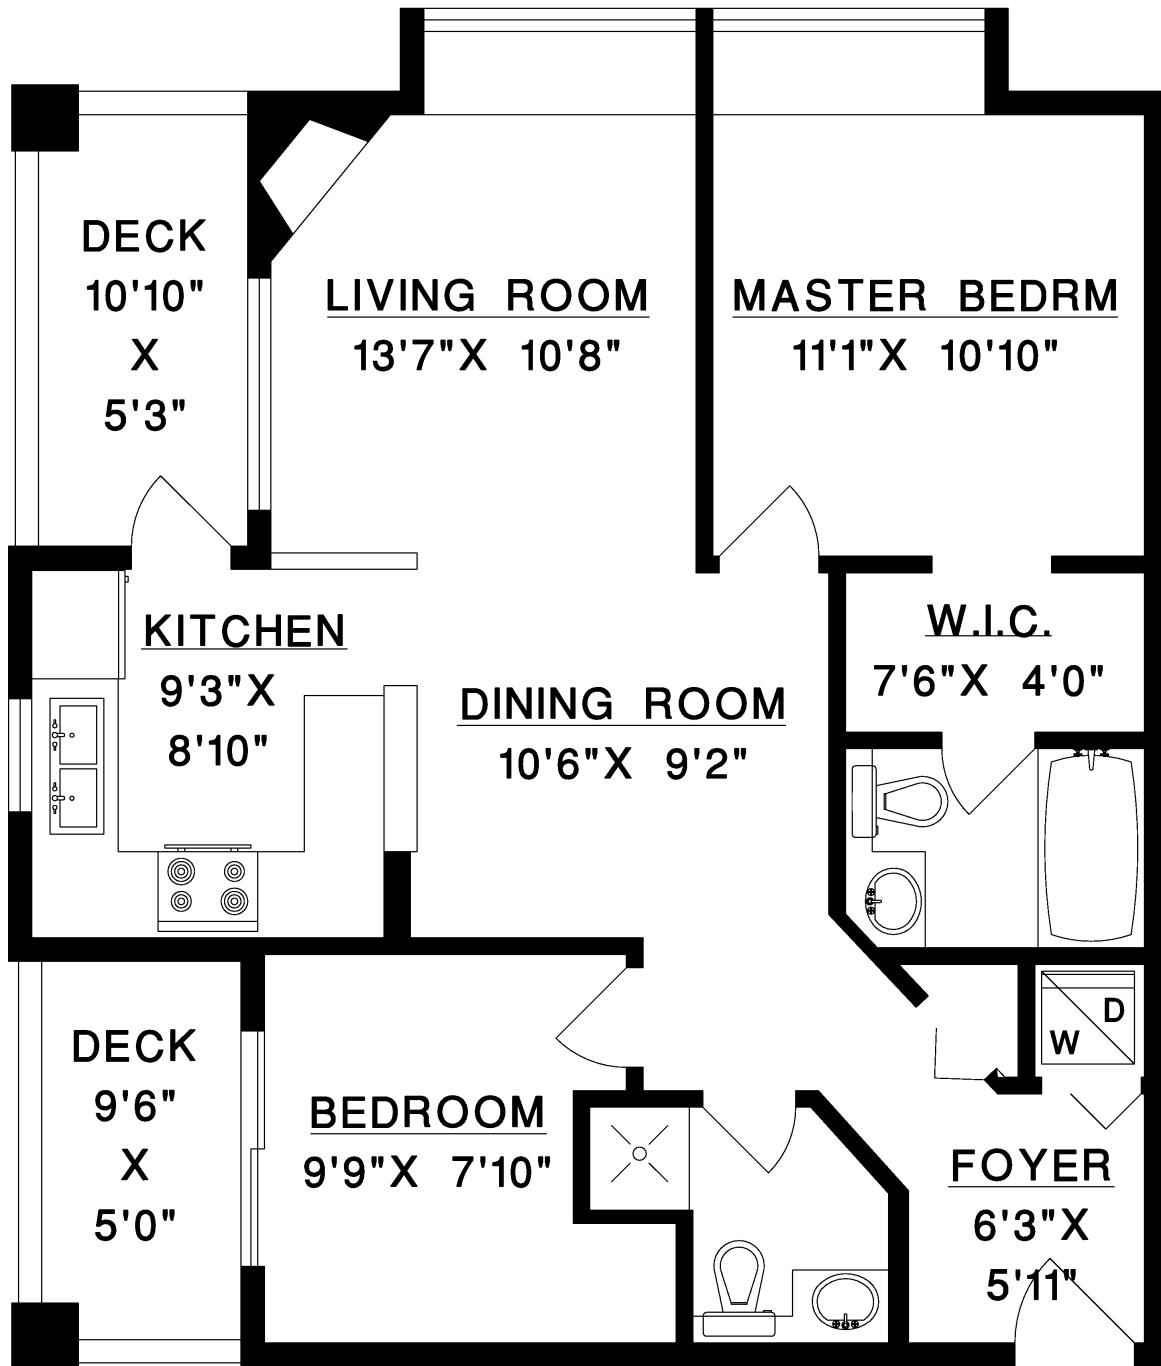 DECK
10'10"
X
5'3"
LIVING ROOM
13'7"X 10'8"
MASTER BEDRM
11'1"X 10'10"
KITCHEN
9'3"X
8'10"
W.I.C.
7'6"X 4'0"
DINING ROOM
10'6"X 9'2"
DECK
9'6"
X
5'0"
BEDROOM
9'9"X 7'10"
D
W
FOYER
6'3"X
5'11"